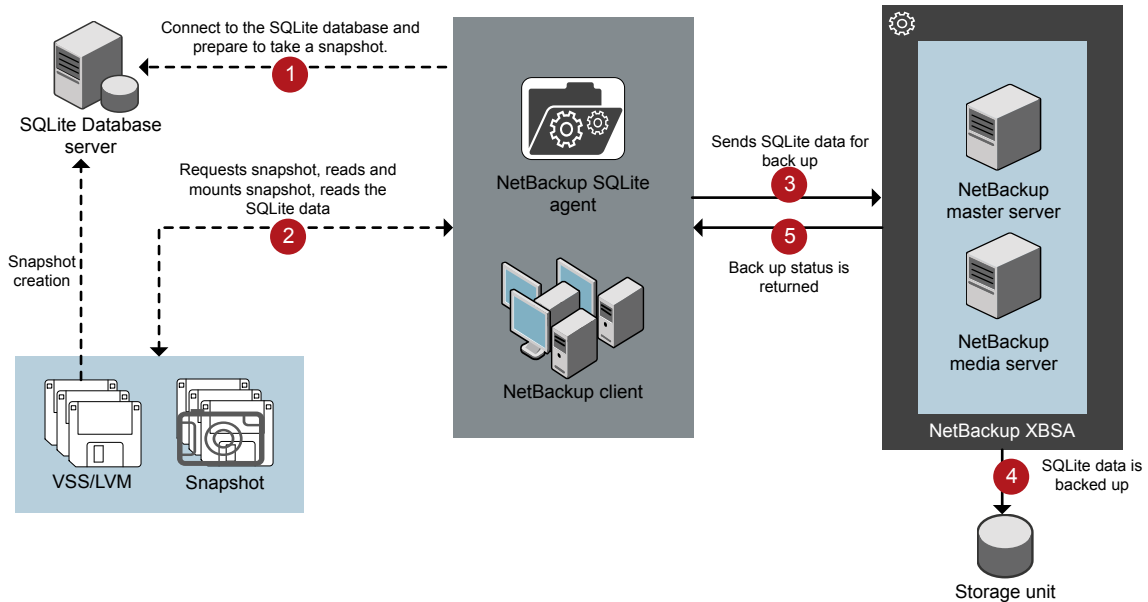 Connect to the SQLite database and
prepare to take a snapshot.
1
SQLite Database
server
Requests snapshot, reads and
mounts snapshot, reads the
SQLite data
2
Snapshot
creation
VSS/LVM
Snapshot
NetBackup SQLite
agent
NetBackup client
Sends SQLite data for
back up
3
5
Back up status is
returned
NetBackup
master server
NetBackup
media server
NetBackup XBSA
4
SQLite data is
backed up
Storage unit